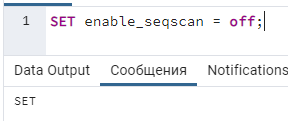 1 SET enable_seqscan = off;
Data Output Сообщения Notifications
SET